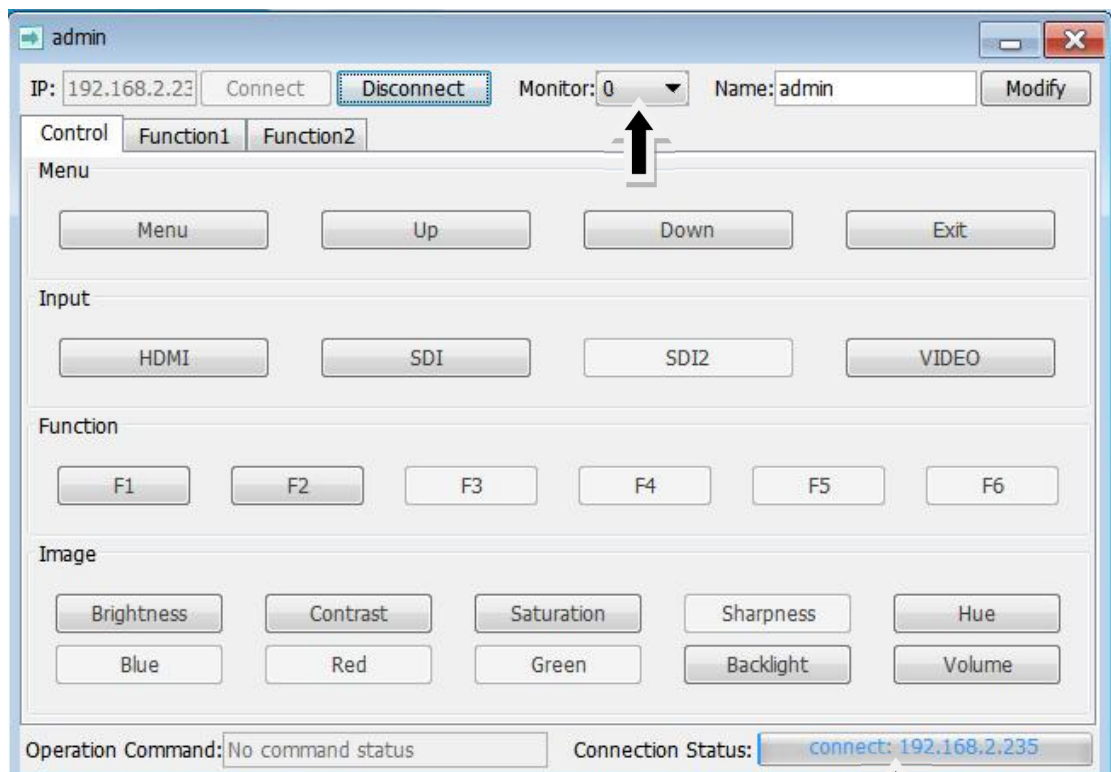 admin
IP: 192.168.2.23 Connect Disconnect Monitor: 0 Name: admin Modify
Control Function1 Function2
Menu
Menu Up Down Exit
Input
HDMI SDI SDI2 VIDEO
Function
F1 F2 F3 F4 F5 F6
Image
Brightness Contrast Saturation Sharpness Hue
Blue Red Green Backlight Volume
Operation Command: No command status Connection Status: connect: 192.168.2.235